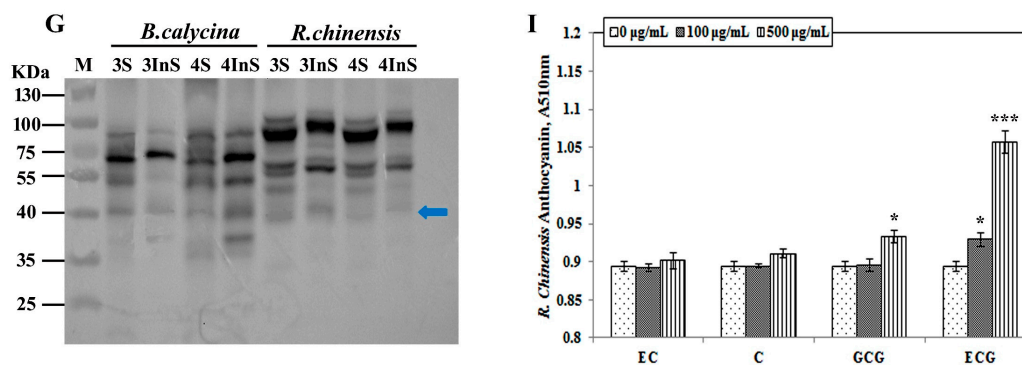 G
B.calycina R.chinensis
KDa M 3S 3InS 4S 4InS 3S 3InS 4S 4InS
130
100
75
55
40
35
25
I
0 µg/mL 100 µg/mL 500 µg/mL
R. Chinensis Anthocyanin, A510nm
1.2
1.15
1.1
1.05
1
0.95
0.9
0.85
0.8
* * ***
EC C GCG ECG